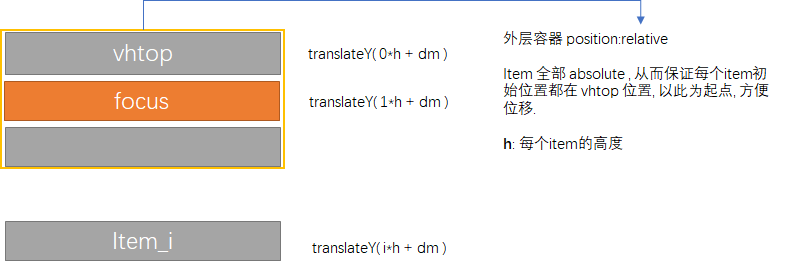 vhtop
translateY( 0*h + dm )
focus
translateY( 1*h + dm )
Item_i
translateY( i*h + dm )
外层容器 position:relative
Item 全部 absolute , 从而保证每个item初
始位置都在 vhtop 位置, 以此为起点, 方便
位移.
h: 每个item的高度